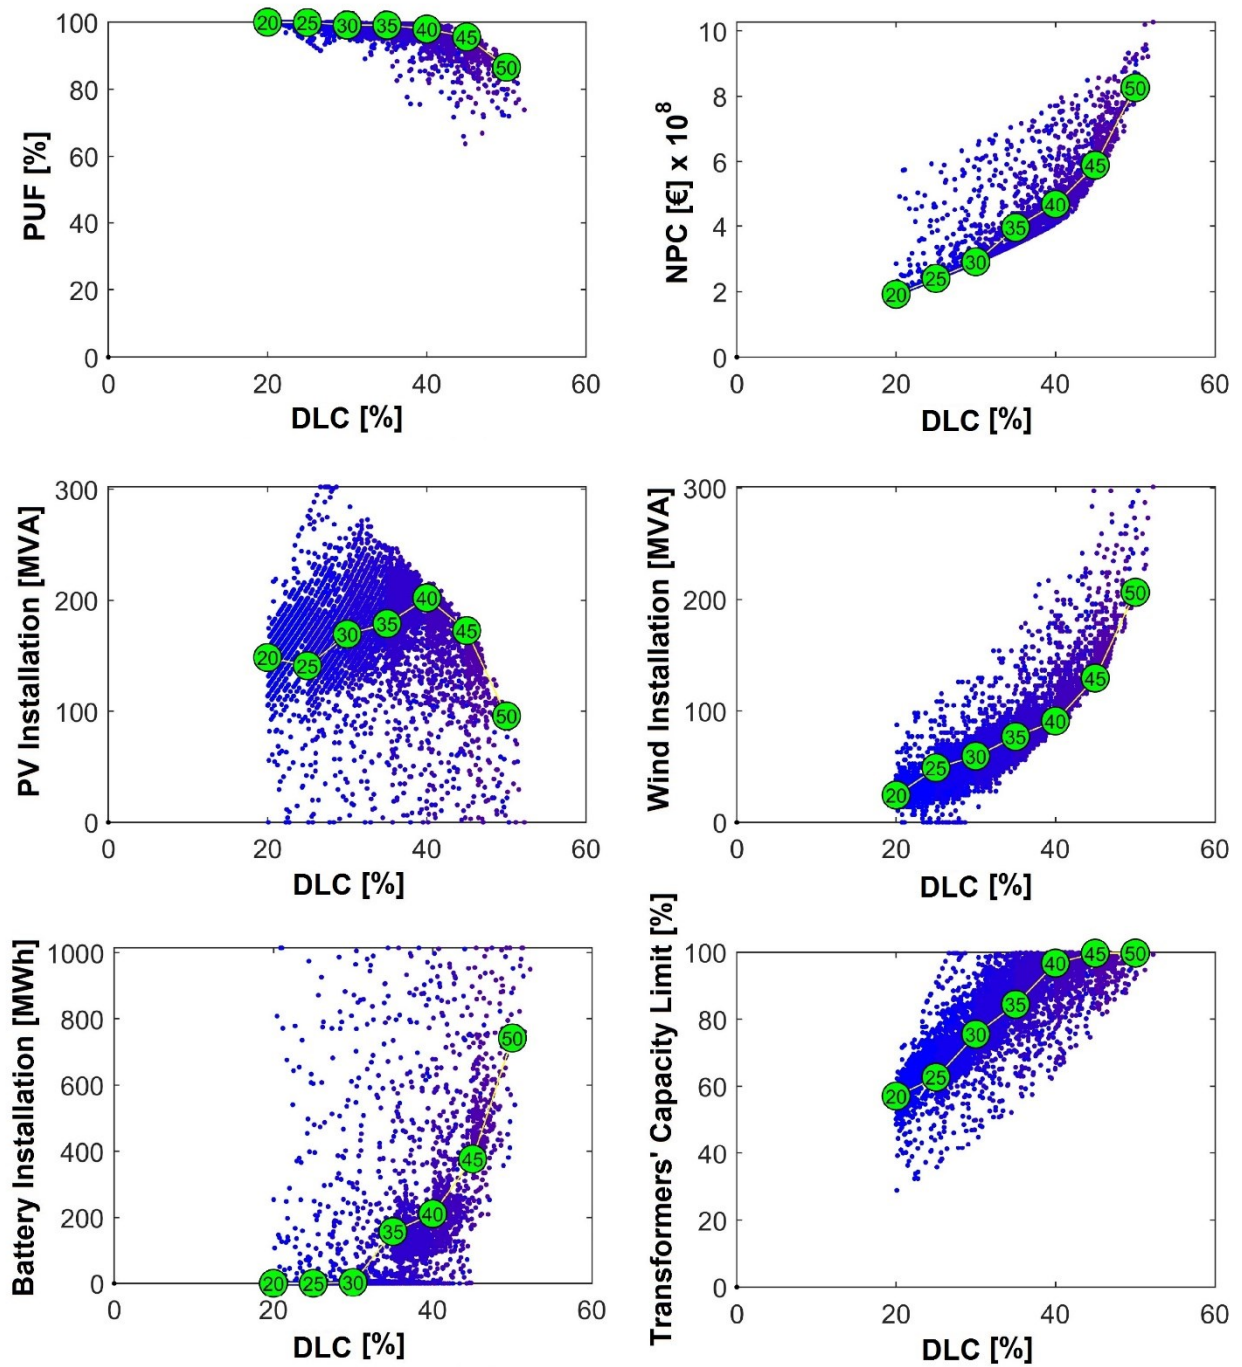 PUF [%]
100
80
60
40
20
0
20 25 30 35 40 45 50
0 20 40 60
DLC [%]
NPC [€] x 10⁸
10
8
6
4
2
0
20 25 30 35 40 45 50
0 20 40 60
DLC [%]
PV Installation [MVA]
300
200
100
0
20 25 30 35 40 45 50
0 20 40 60
DLC [%]
Wind Installation [MVA]
300
200
100
0
20 25 30 35 40 45 50
0 20 40 60
DLC [%]
Battery Installation [MWh]
1000
800
600
400
200
0
20 25 30 35 40 45 50
0 20 40 60
DLC [%]
Transformers' Capacity Limit [%]
100
80
60
40
20
0
20 25 30 35 40 45 50
0 20 40 60
DLC [%]